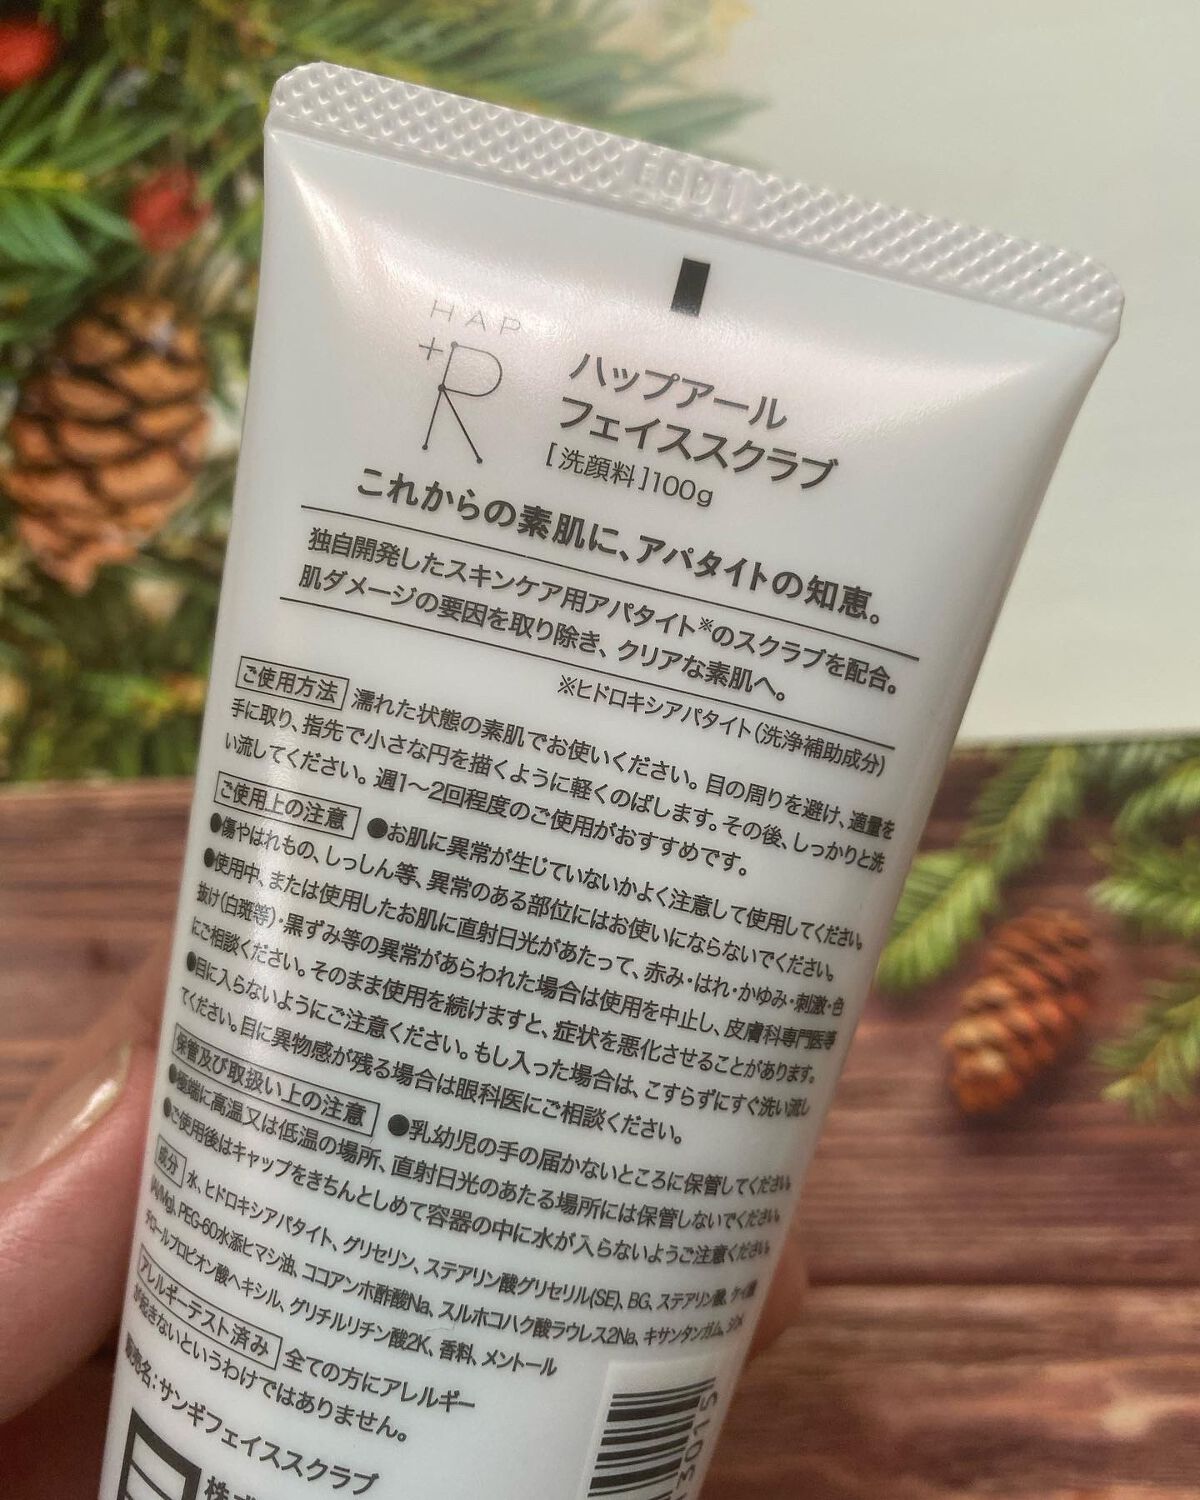 HAP
+R
ハップアール
フェイススクラブ
[洗顔料]100g
これからの素肌に、アパタイトの知恵。
独自開発したスキンケア用アパタイト※のスクラブを配合。
肌ダメージの要因を取り除き、クリアな素肌へ。
※ヒドロキシアパタイト(洗浄補助成分)
ご使用方法 濡れた状態の素肌でお使いください。目の周りを避け、適量を
手に取り、指先で小さな円を描くように軽くのばします。その後、しっかりと洗
い流してください。週1〜2回程度のご使用がおすすめです。
ご使用上の注意 ●お肌に異常が生じていないかよく注意して使用してください。
●傷やはれもの、しっしん等、異常のある部位にはお使いにならないでください。
●使用中、または使用したお肌に直射日光があたって、赤み・はれ・かゆみ・刺激・色
抜け(白斑等)・黒ずみ等の異常があらわれた場合は使用を中止し、皮膚科専門医等
にご相談ください。そのまま使用を続けますと、症状を悪化させることがあります。
●目に入らないようにご注意ください。もし入った場合は、こすらずにすぐ洗い流し
てください。目に異物感が残る場合は眼科医にご相談ください。
保管及び取扱い上の注意 ●乳幼児の手の届かないところに保管してください。
●極端に高温又は低温の場所、直射日光のあたる場所には保管しないでください。
●ご使用後はキャップをきちんとしめて容器の中に水が入らないようご注意ください。
成分 水、ヒドロキシアパタイト、グリセリン、ステアリン酸グリセリル(SE)、BG、ステアリン酸、ケイ酸
(Al/Mg)、PEG-60水添ヒマシ油、ココアンホ酢酸Na、スルホコハク酸ラウレス2Na、キサンタンガム、
チロールプロピオン酸ヘキシル、グリチルリチン酸2K、香料、メントール
アレルギーテスト済み 全ての方にアレルギー
が起きないというわけではありません。
販売名:サンギフェイススクラブ
株式
13015